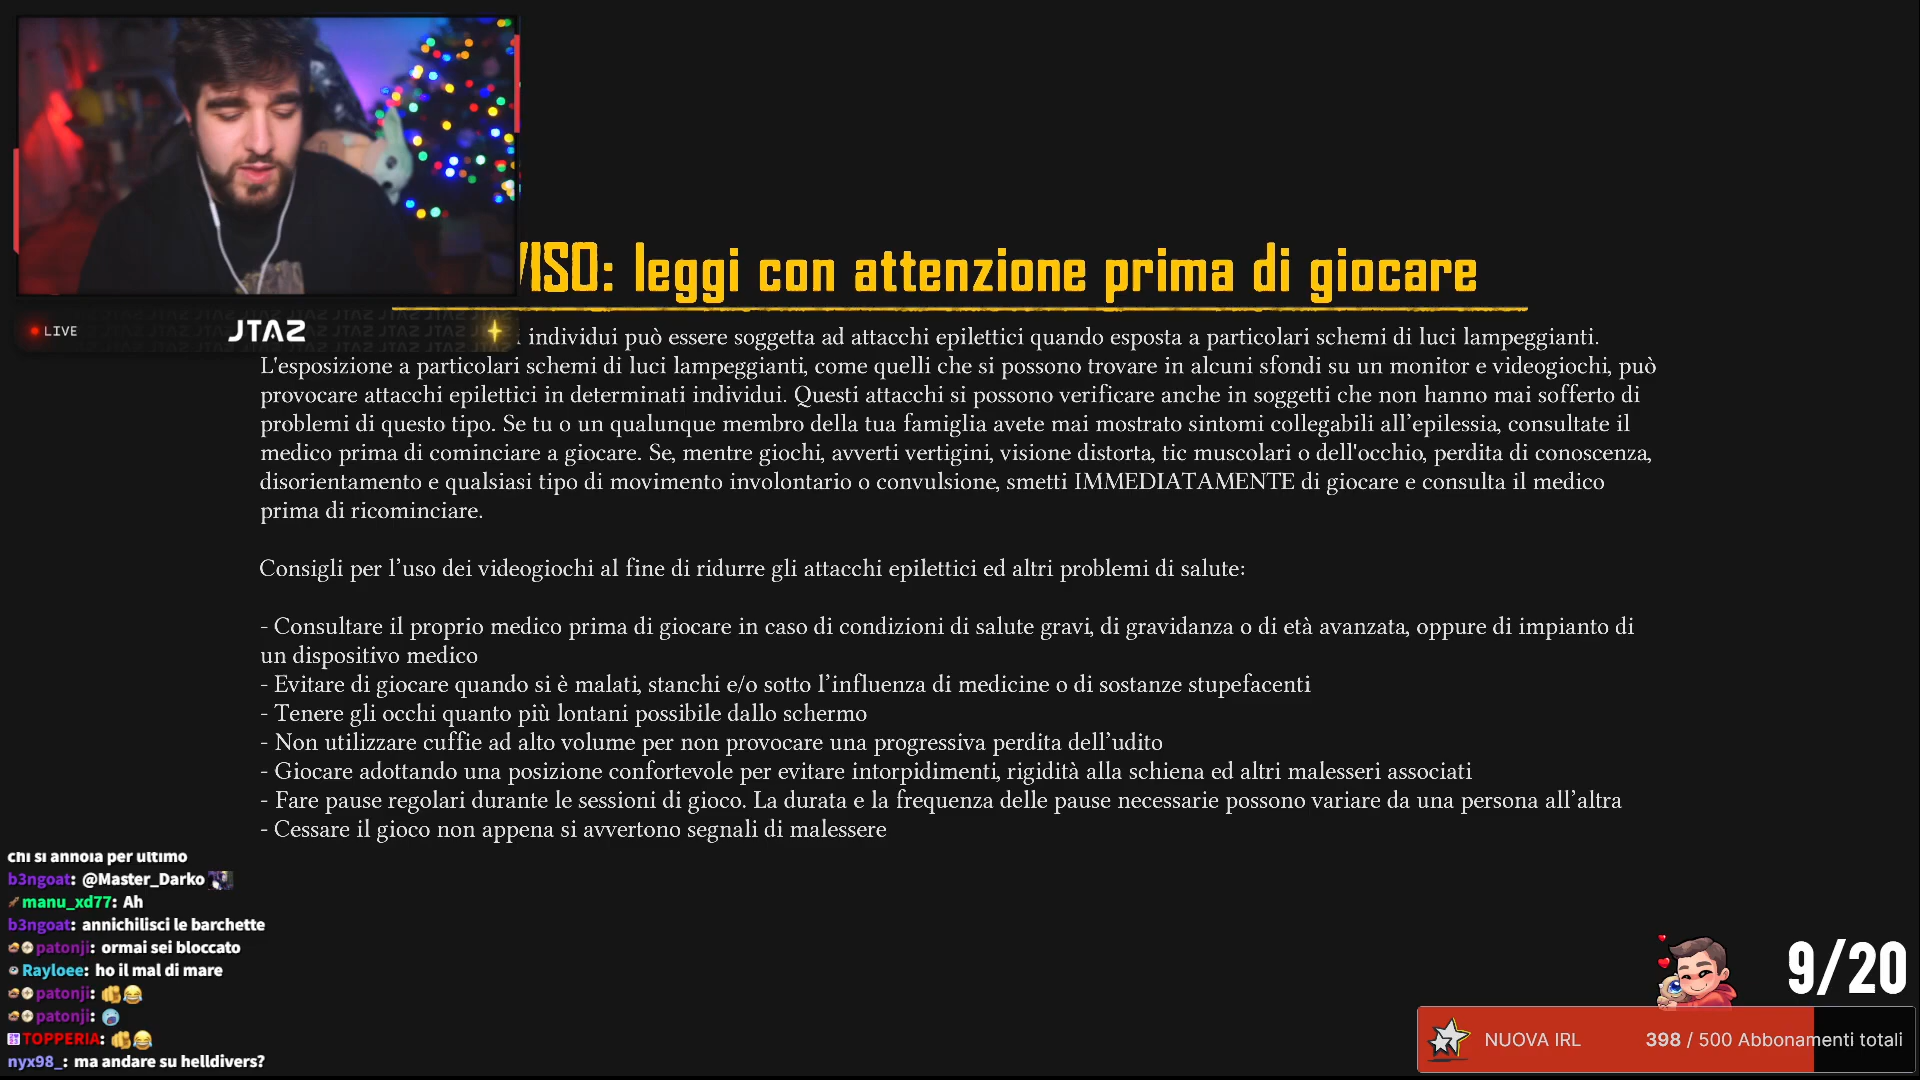 VISO: leggi con attenzione prima di giocare
LIVE
JTAZ
individui può essere soggetta ad attacchi epilettici quando esposta a particolari schemi di luci lampeggianti.
L'esposizione a particolari schemi di luci lampeggianti, come quelli che si possono trovare in alcuni sfondi su un monitor e videogiochi, può
provocare attacchi epilettici in determinati individui. Questi attacchi si possono verificare anche in soggetti che non hanno mai sofferto di
problemi di questo tipo. Se tu o un qualunque membro della tua famiglia avete mai mostrato sintomi collegabili all’epilessia, consultate il
medico prima di cominciare a giocare. Se, mentre giochi, avverti vertigini, visione distorta, tic muscolari o dell'occhio, perdita di conoscenza,
disorientamento e qualsiasi tipo di movimento involontario o convulsione, smetti IMMEDIATAMENTE di giocare e consulta il medico
prima di ricominciare.
Consigli per l’uso dei videogiochi al fine di ridurre gli attacchi epilettici ed altri problemi di salute:
- Consultare il proprio medico prima di giocare in caso di condizioni di salute gravi, di gravidanza o di età avanzata, oppure di impianto di
un dispositivo medico
- Evitare di giocare quando si è malati, stanchi e/o sotto l’influenza di medicine o di sostanze stupefacenti
- Tenere gli occhi quanto più lontani possibile dallo schermo
- Non utilizzare cuffie ad alto volume per non provocare una progressiva perdita dell’udito
- Giocare adottando una posizione confortevole per evitare intorpidimenti, rigidità alla schiena ed altri malesseri associati
- Fare pause regolari durante le sessioni di gioco. La durata e la frequenza delle pause necessarie possono variare da una persona all’altra
- Cessare il gioco non appena si avvertono segnali di malessere
chi si annoia per ultimo
b3ngoat: @Master_Darko
manu_xd77: Ah
b3ngoat: annichilisci le barchette
patonji: ormai sei bloccato
Rayloee: ho il mal di mare
patonji: 🫵😂
patonji:
TOPPERIA: 🫵😂
nyx98_: ma andare su helldivers?
9/20
NUOVA IRL 398 / 500 Abbonamenti totali